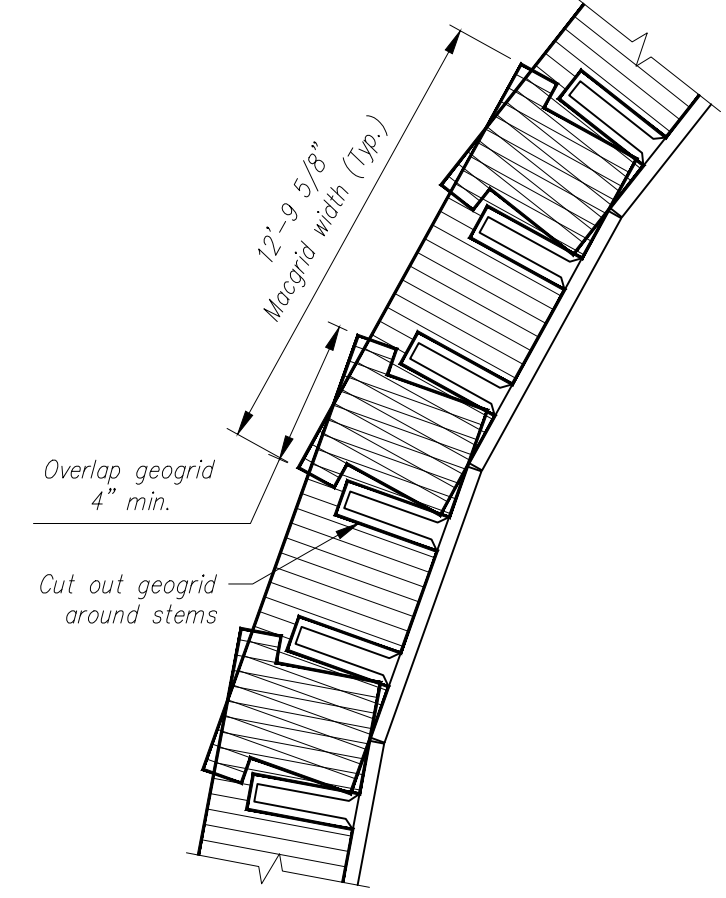 12'-9 5/8"
Macgrid width (Typ.)
Overlap geogrid
4" min.
Cut out geogrid
around stems